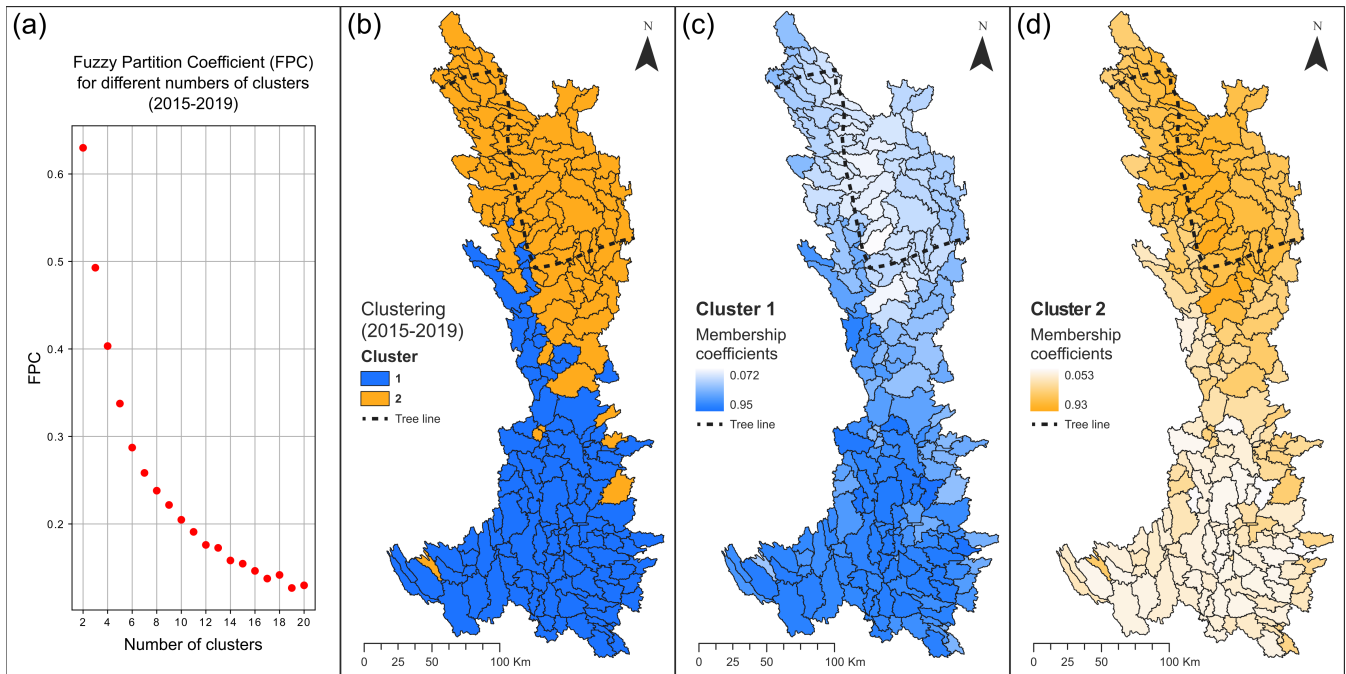 (a)
Fuzzy Partition Coefficient (FPC)
for different numbers of clusters
(2015-2019)
0.6
0.5
0.4
0.3
0.2
FPC
2 4 6 8 10 12 14 16 18 20
Number of clusters
(b)
N
Clustering
(2015-2019)
Cluster
1
2
Tree line
0 25 50 100 Km
(c)
N
Cluster 1
Membership
coefficients
0.072
0.95
Tree line
0 25 50 100 Km
(d)
N
Cluster 2
Membership
coefficients
0.053
0.93
Tree line
0 25 50 100 Km